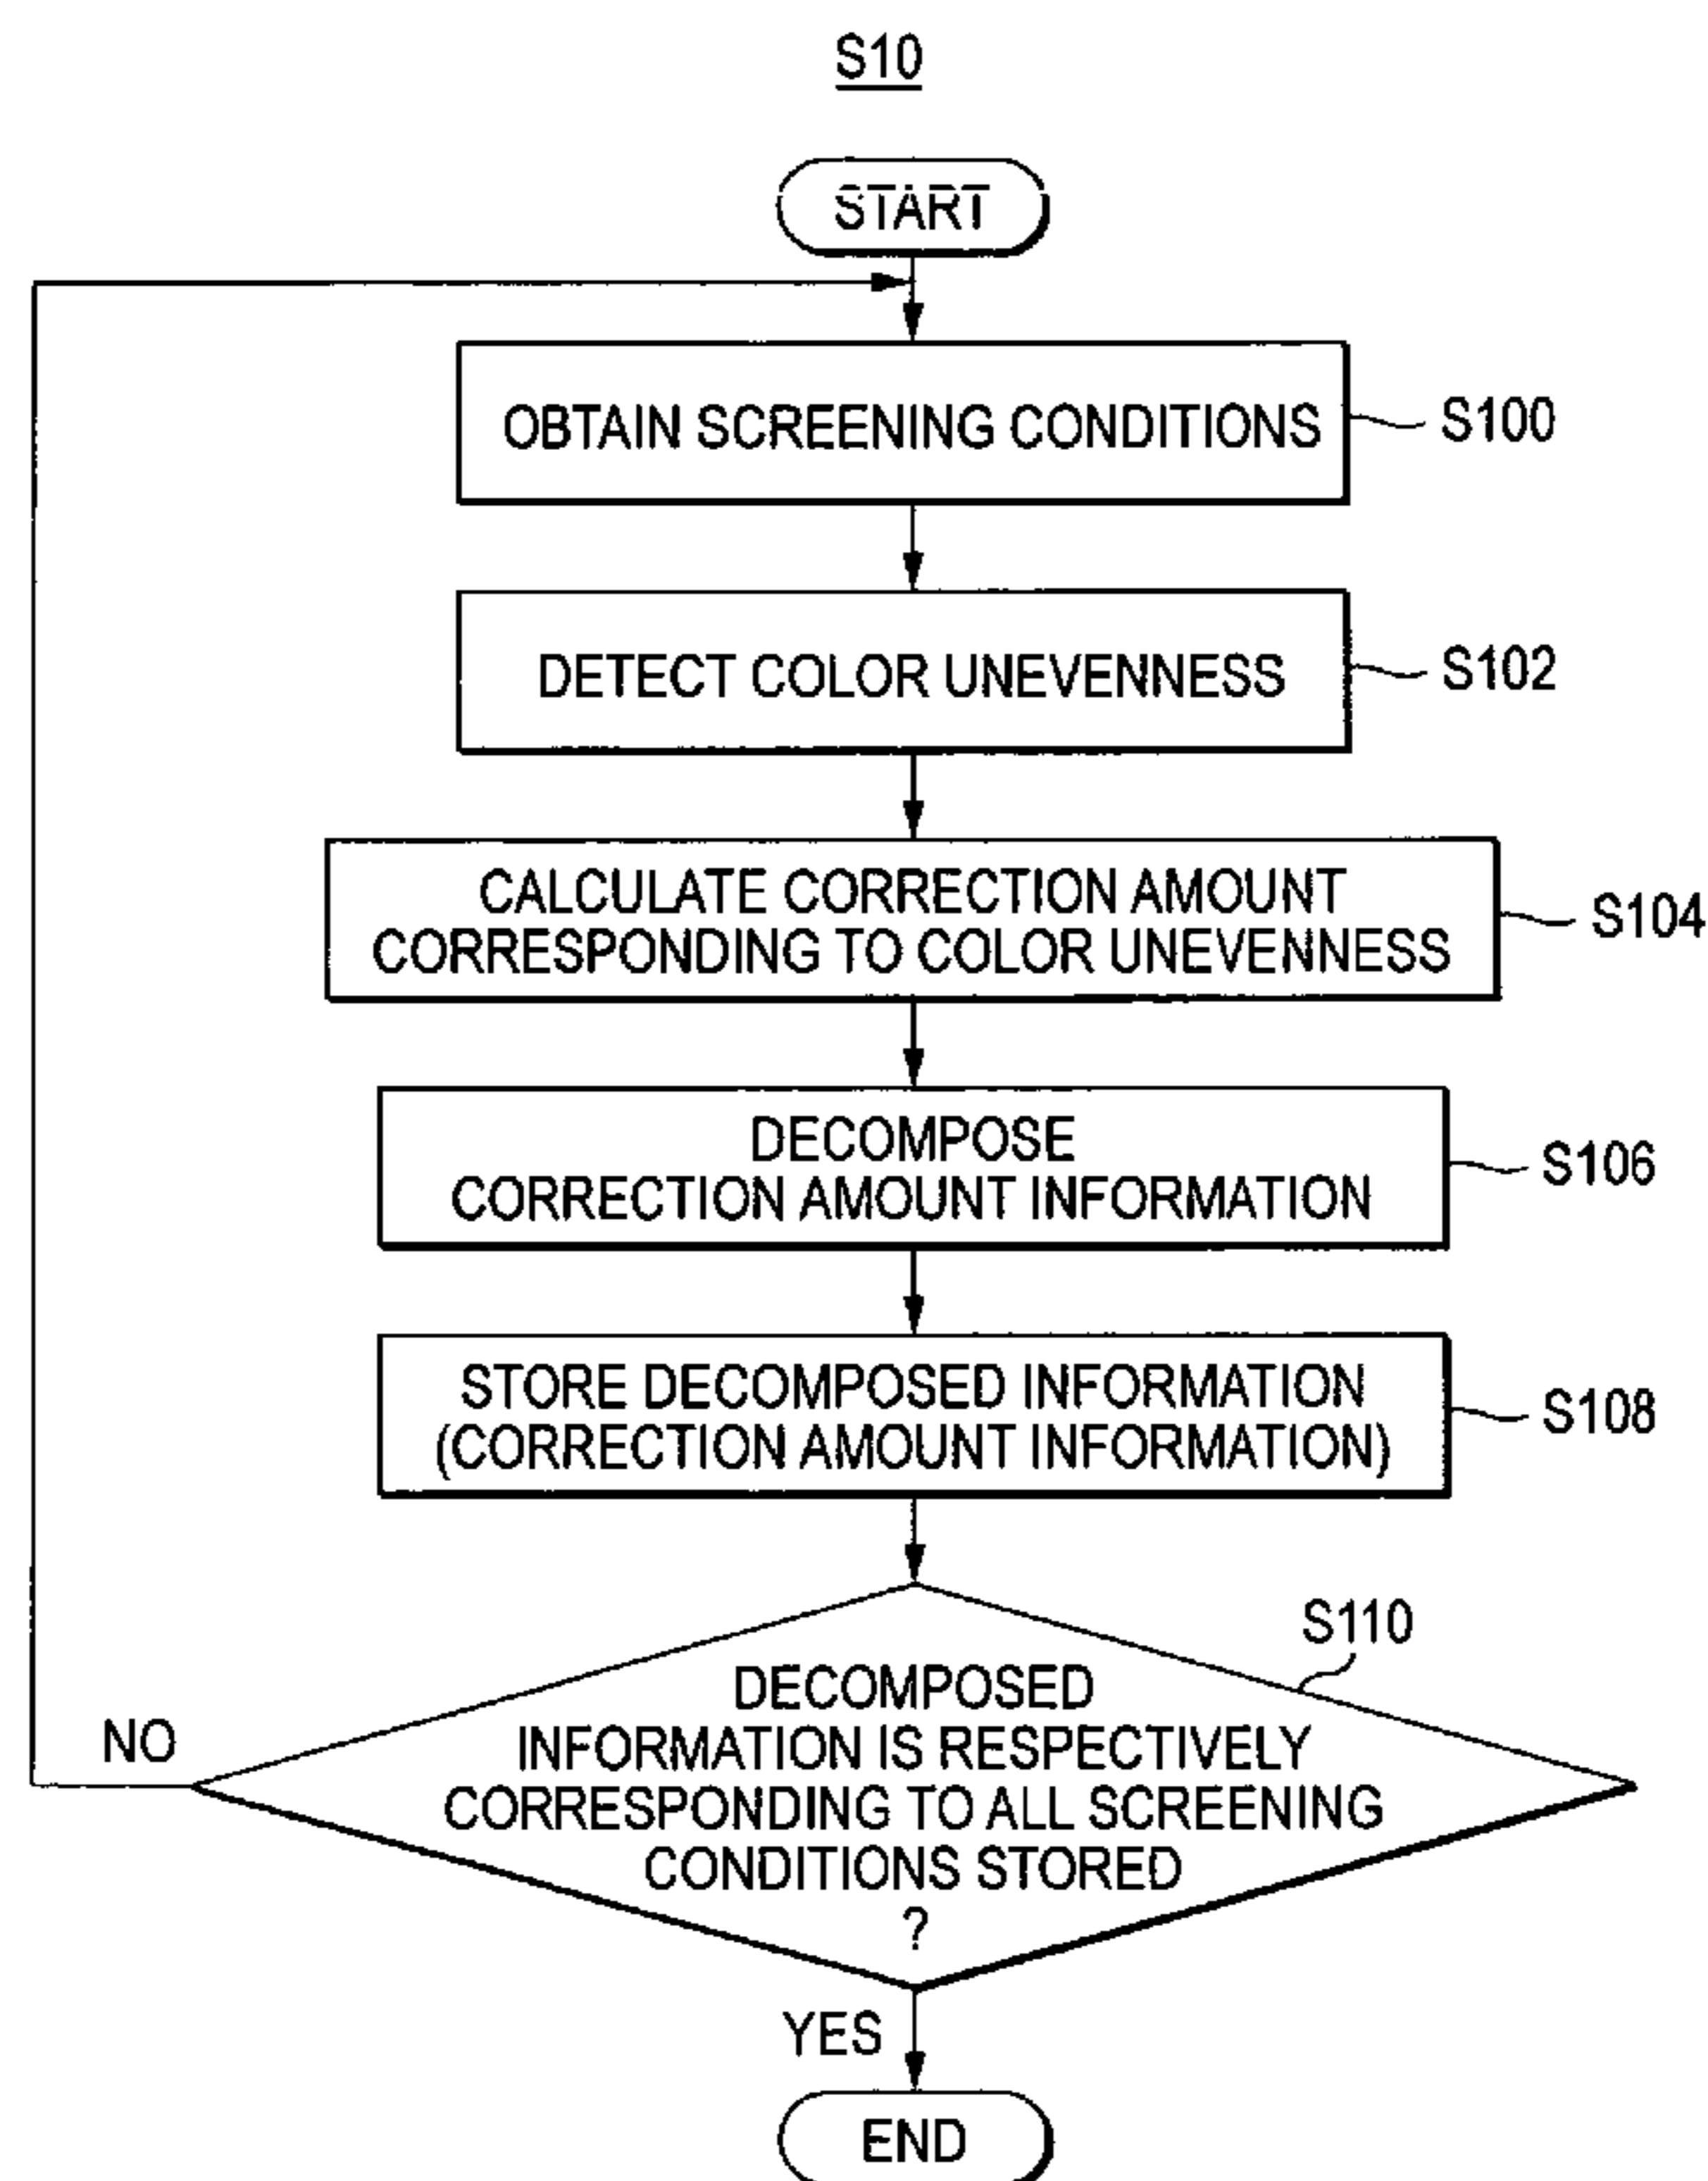 S10
START
OBTAIN SCREENING CONDITIONS
S100
DETECT COLOR UNEVENNESS
S102
CALCULATE CORRECTION AMOUNT
CORRESPONDING TO COLOR UNEVENNESS
S104
DECOMPOSE
CORRECTION AMOUNT INFORMATION
S106
STORE DECOMPOSED INFORMATION
(CORRECTION AMOUNT INFORMATION)
S108
S110
DECOMPOSED
INFORMATION IS RESPECTIVELY
CORRESPONDING TO ALL SCREENING
CONDITIONS STORED
?
NO
YES
END